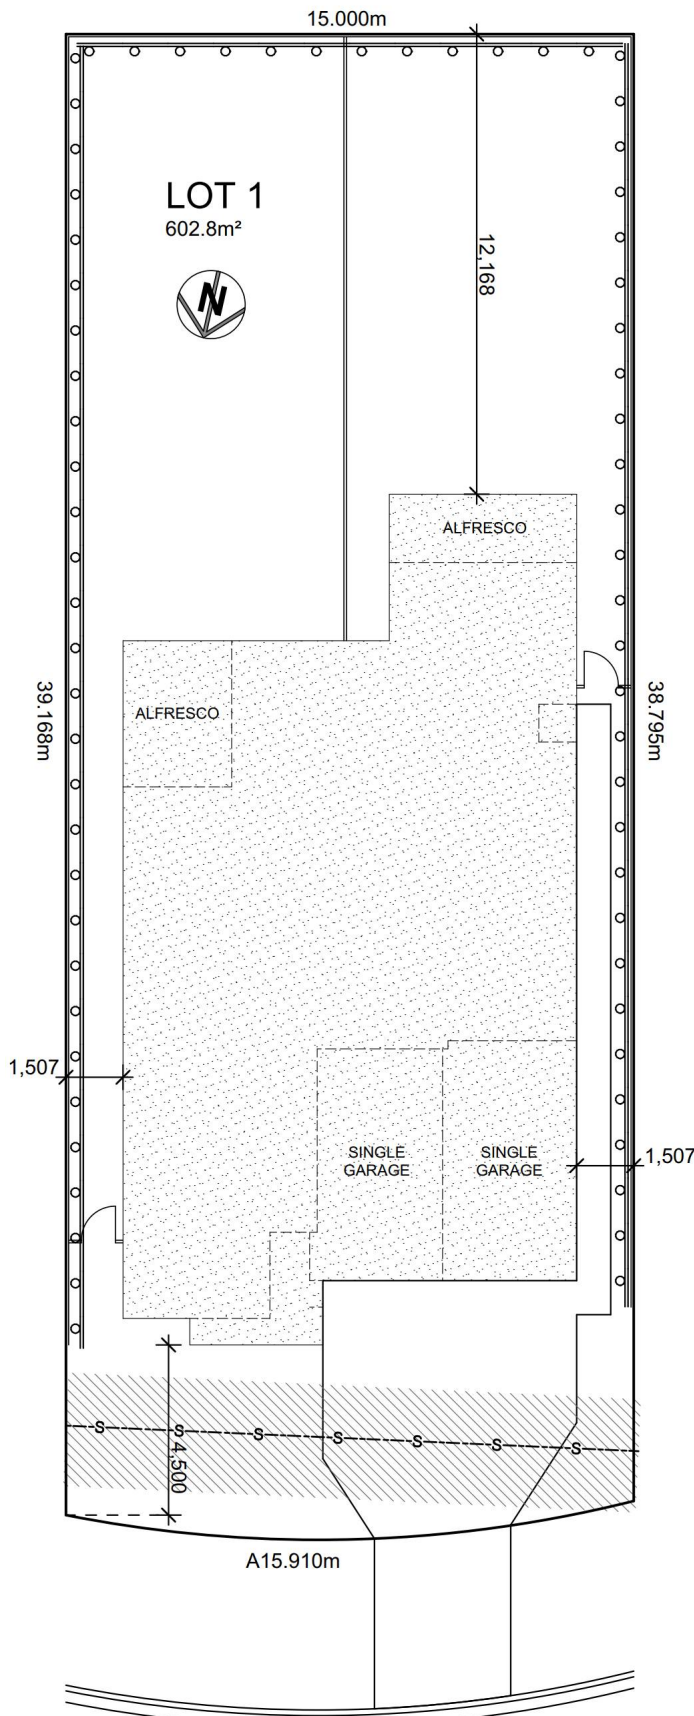 15.000m
LOT 1
602.8m²
N
12,168
ALFRESCO
39.168m
38.795m
ALFRESCO
1,507
SINGLE
GARAGE
SINGLE
GARAGE
1,507
S S S S S S S
4,500
A15.910m